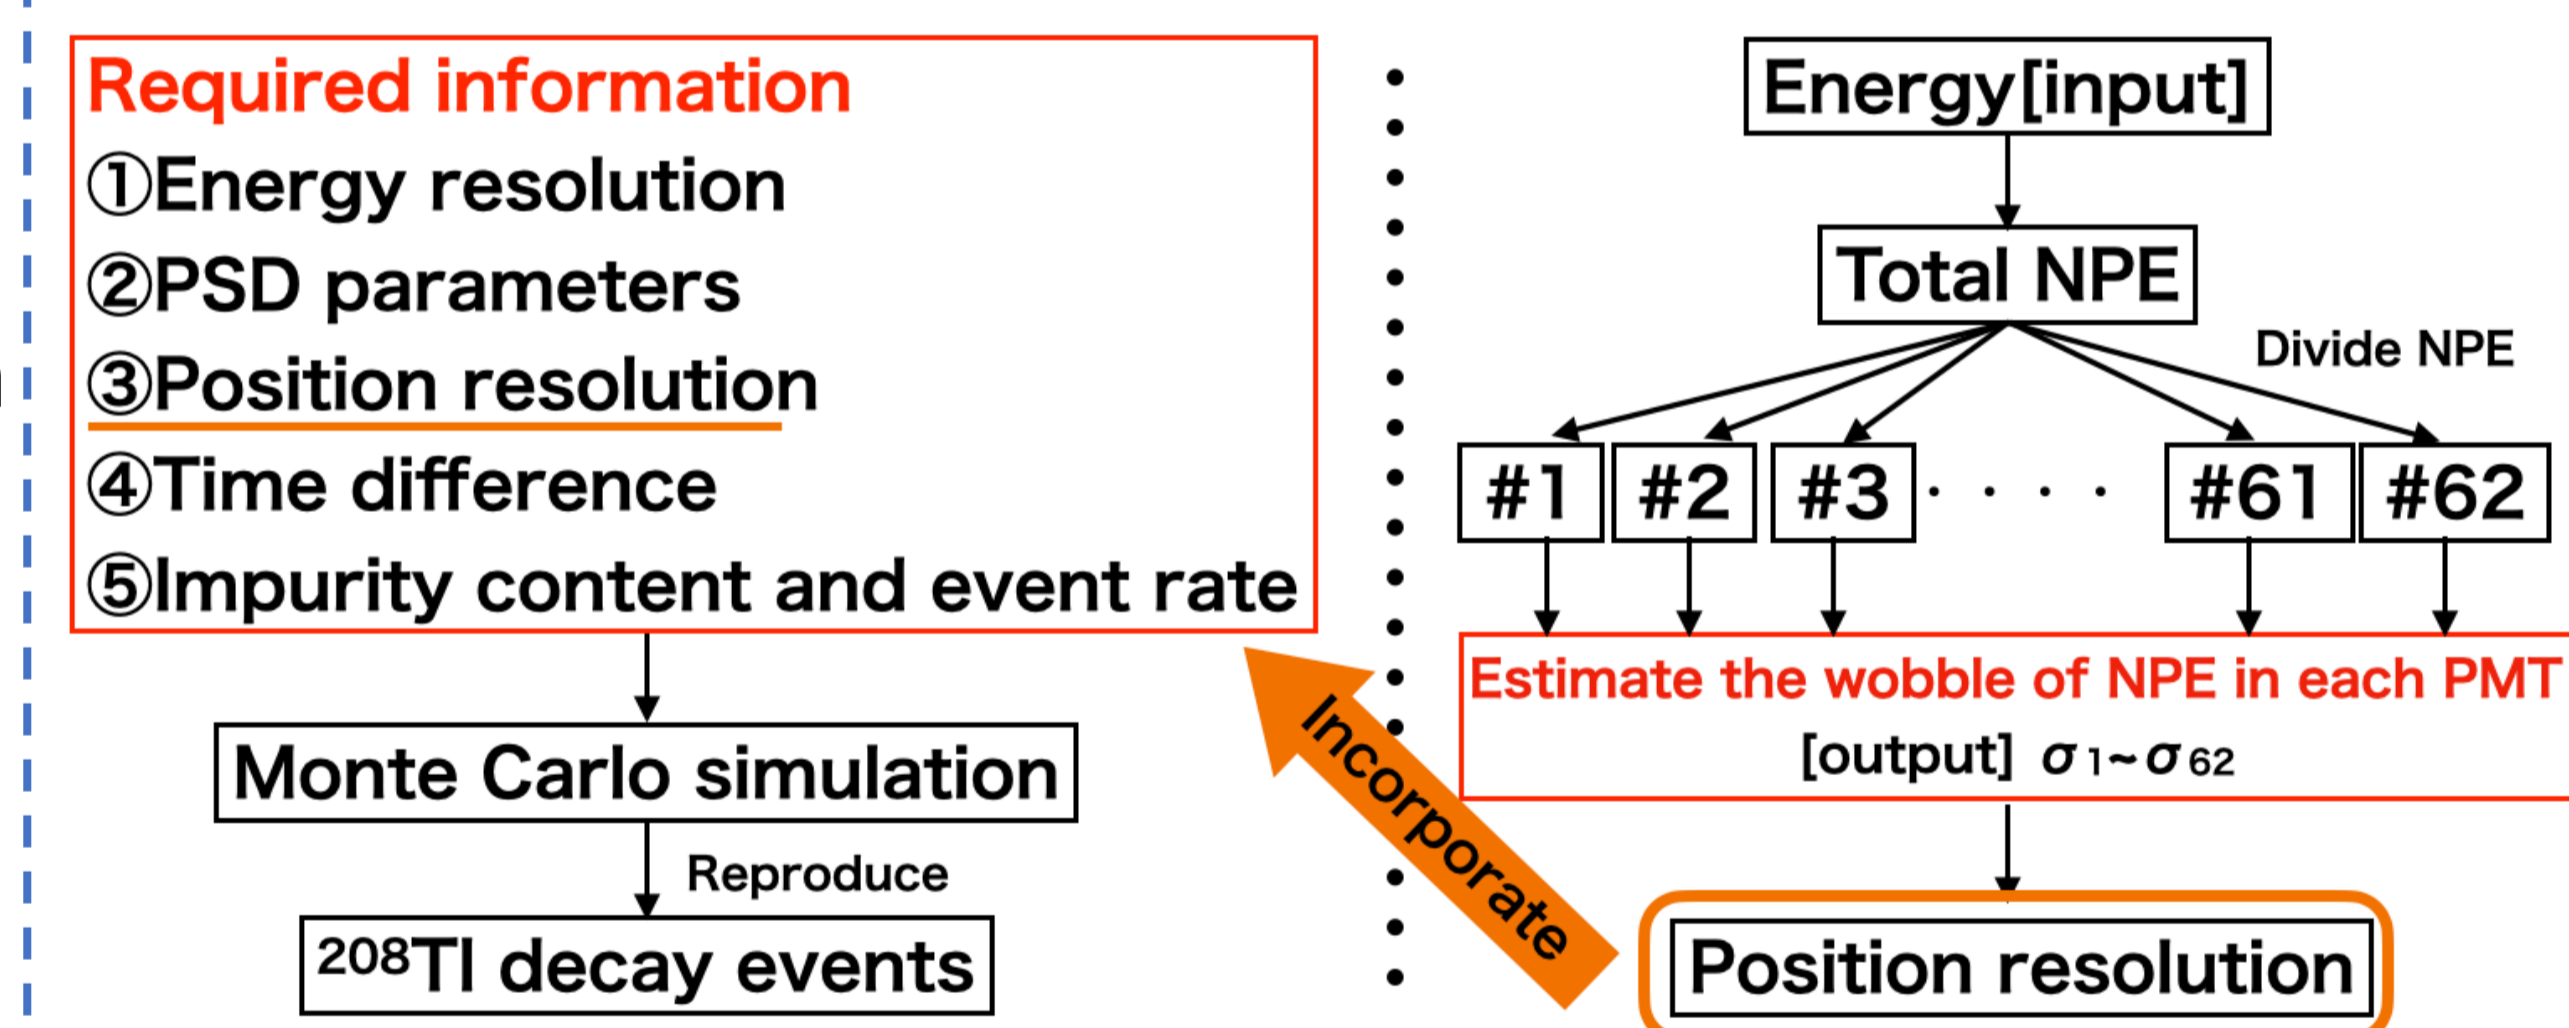 Required information
①Energy resolution
②PSD parameters
③Position resolution
④Time difference
⑤Impurity content and event rate
Monte Carlo simulation
Reproduce
²⁰⁸Tl decay events
Incorporate
Energy[input]
Total NPE
Divide NPE
#1 #2 #3 · · · · #61 #62
Estimate the wobble of NPE in each PMT
[output] σ₁~σ₆₂
Position resolution